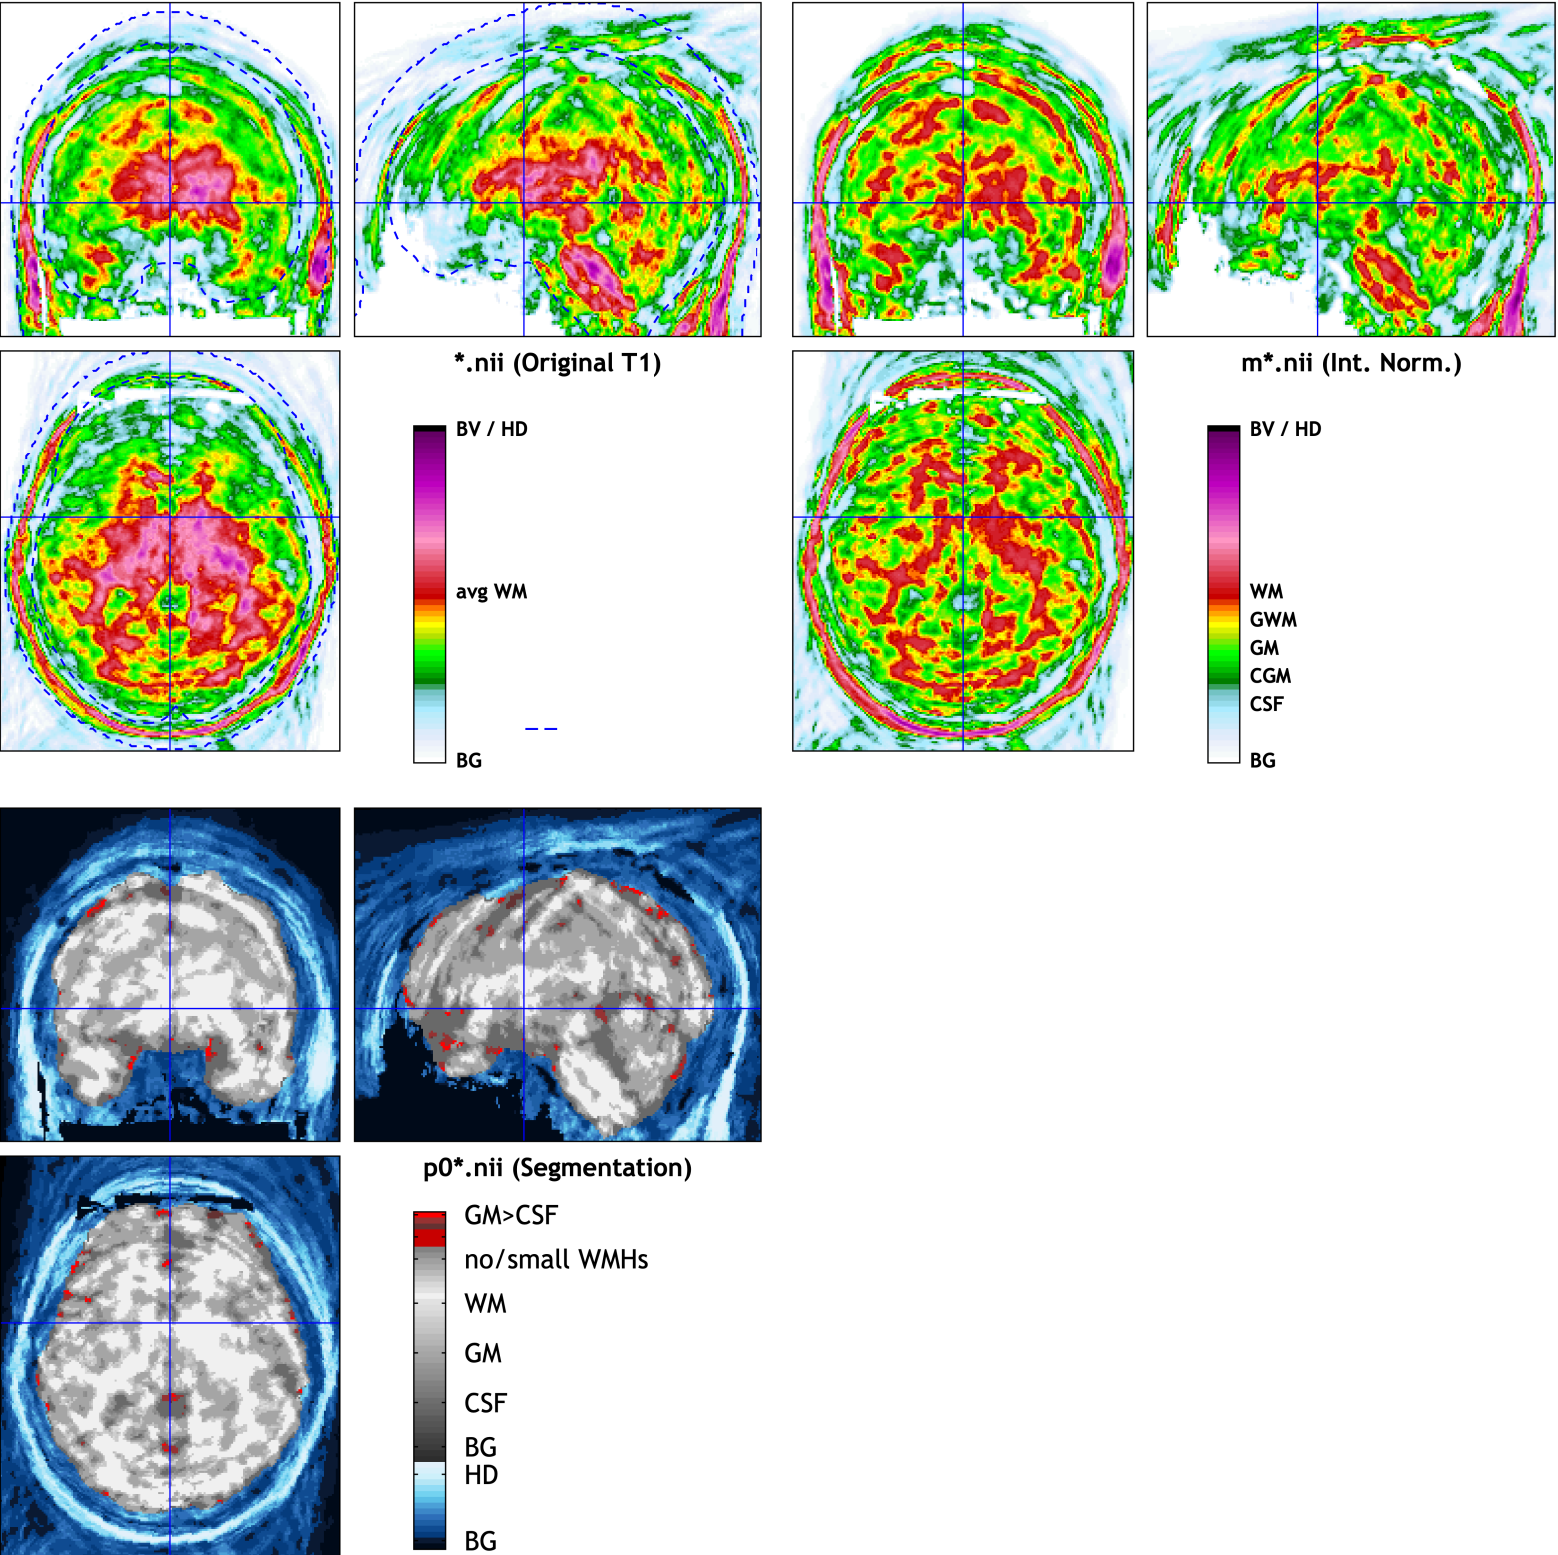 *.nii (Original T1)
BV / HD
avg WM
BG
m*.nii (Int. Norm.)
BV / HD
WM
GWM
GM
CGM
CSF
BG
p0*.nii (Segmentation)
GM>CSF
no/small WMHs
WM
GM
CSF
BG
HD
BG